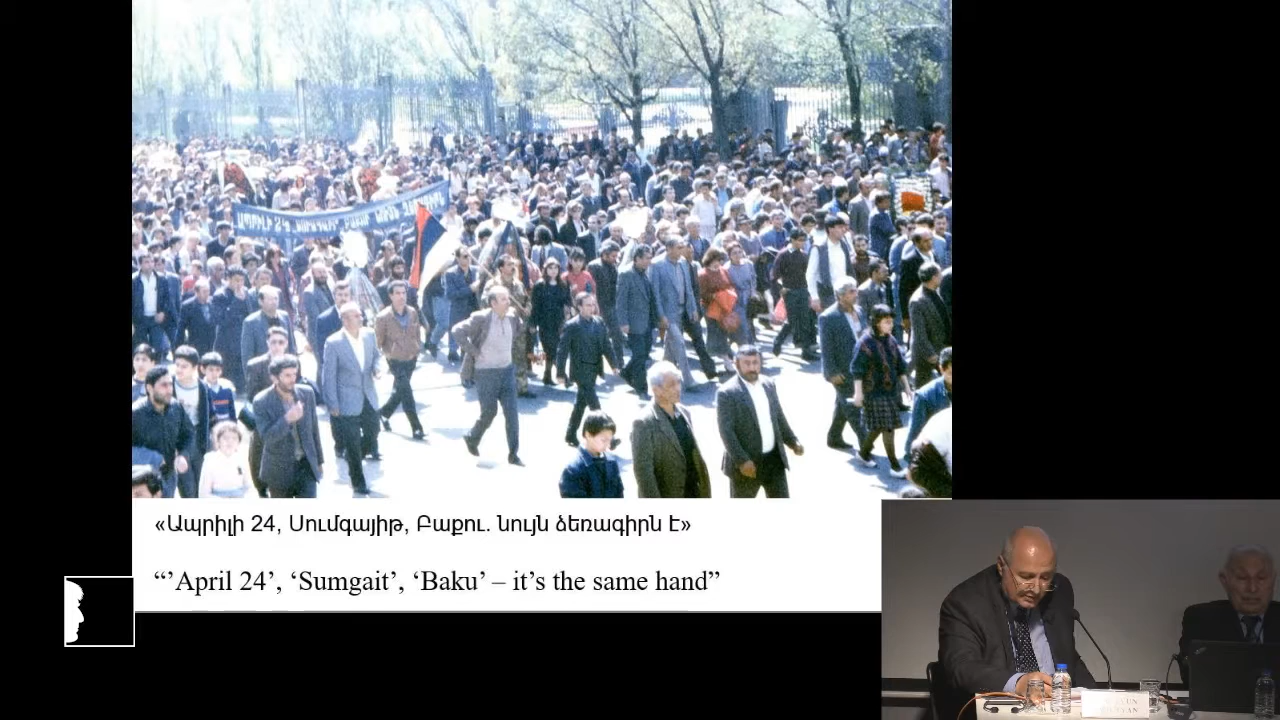 «Ապրիլի 24, Սումգայիթ, Բաքու. նույն ձեռագիրն է»
“’April 24’, ‘Sumgait’, ‘Baku’ – it’s the same hand”